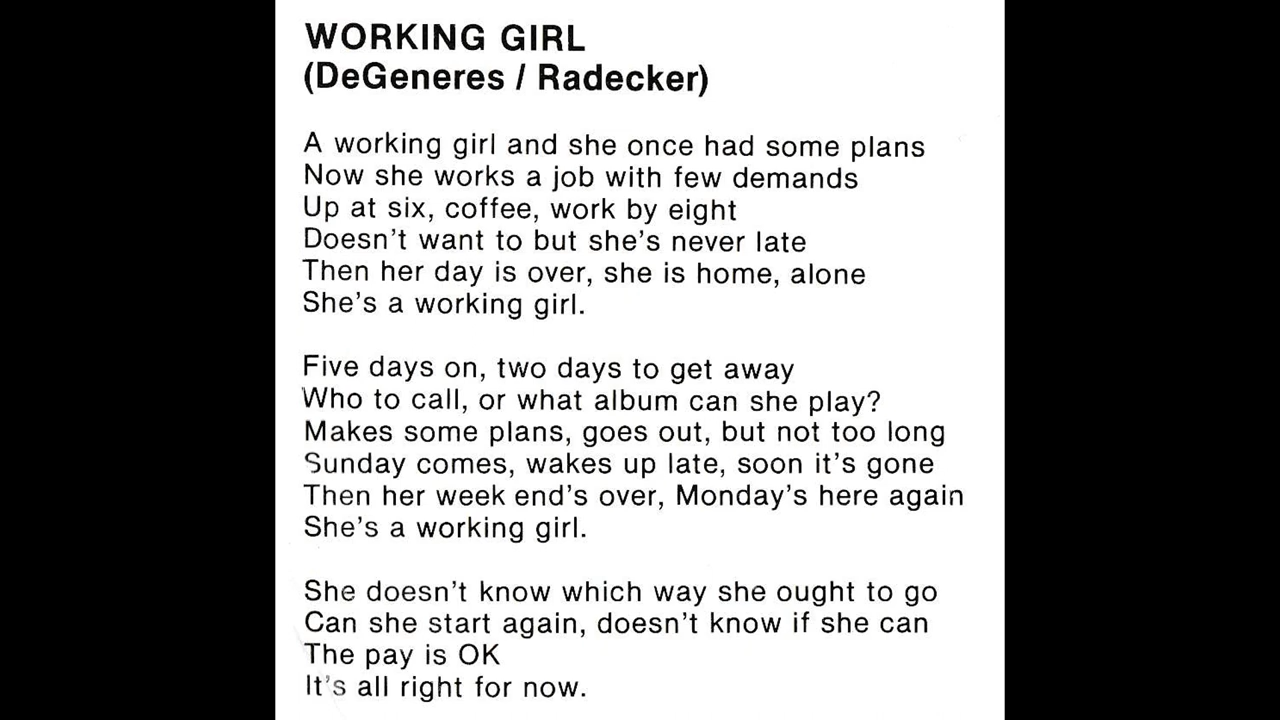 WORKING GIRL
(DeGeneres / Radecker)
A working girl and she once had some plans
Now she works a job with few demands
Up at six, coffee, work by eight
Doesn't want to but she's never late
Then her day is over, she is home, alone
She's a working girl.
Five days on, two days to get away
Who to call, or what album can she play?
Makes some plans, goes out, but not too long
Sunday comes, wakes up late, soon it's gone
Then her week end's over, Monday's here again
She's a working girl.
She doesn't know which way she ought to go
Can she start again, doesn't know if she can
The pay is OK
It's all right for now.